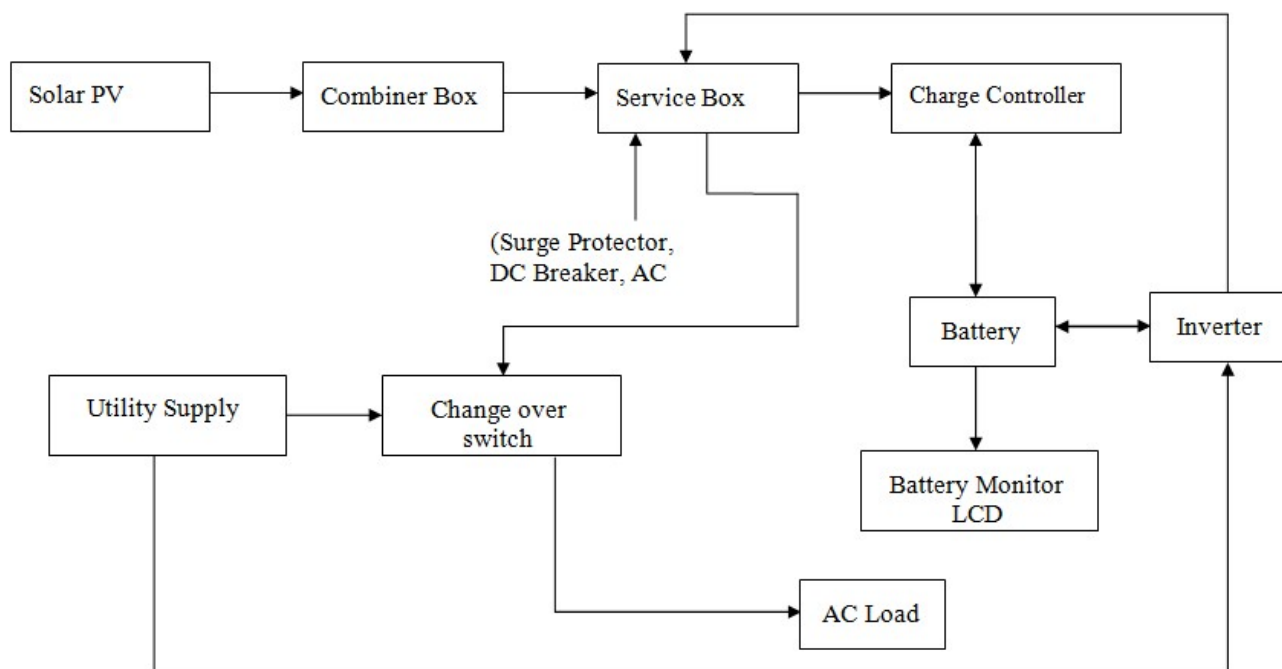 Solar PV
Combiner Box
Service Box
Charge Controller
(Surge Protector,
DC Breaker, AC
Battery
Inverter
Utility Supply
Change over
switch
Battery Monitor
LCD
AC Load